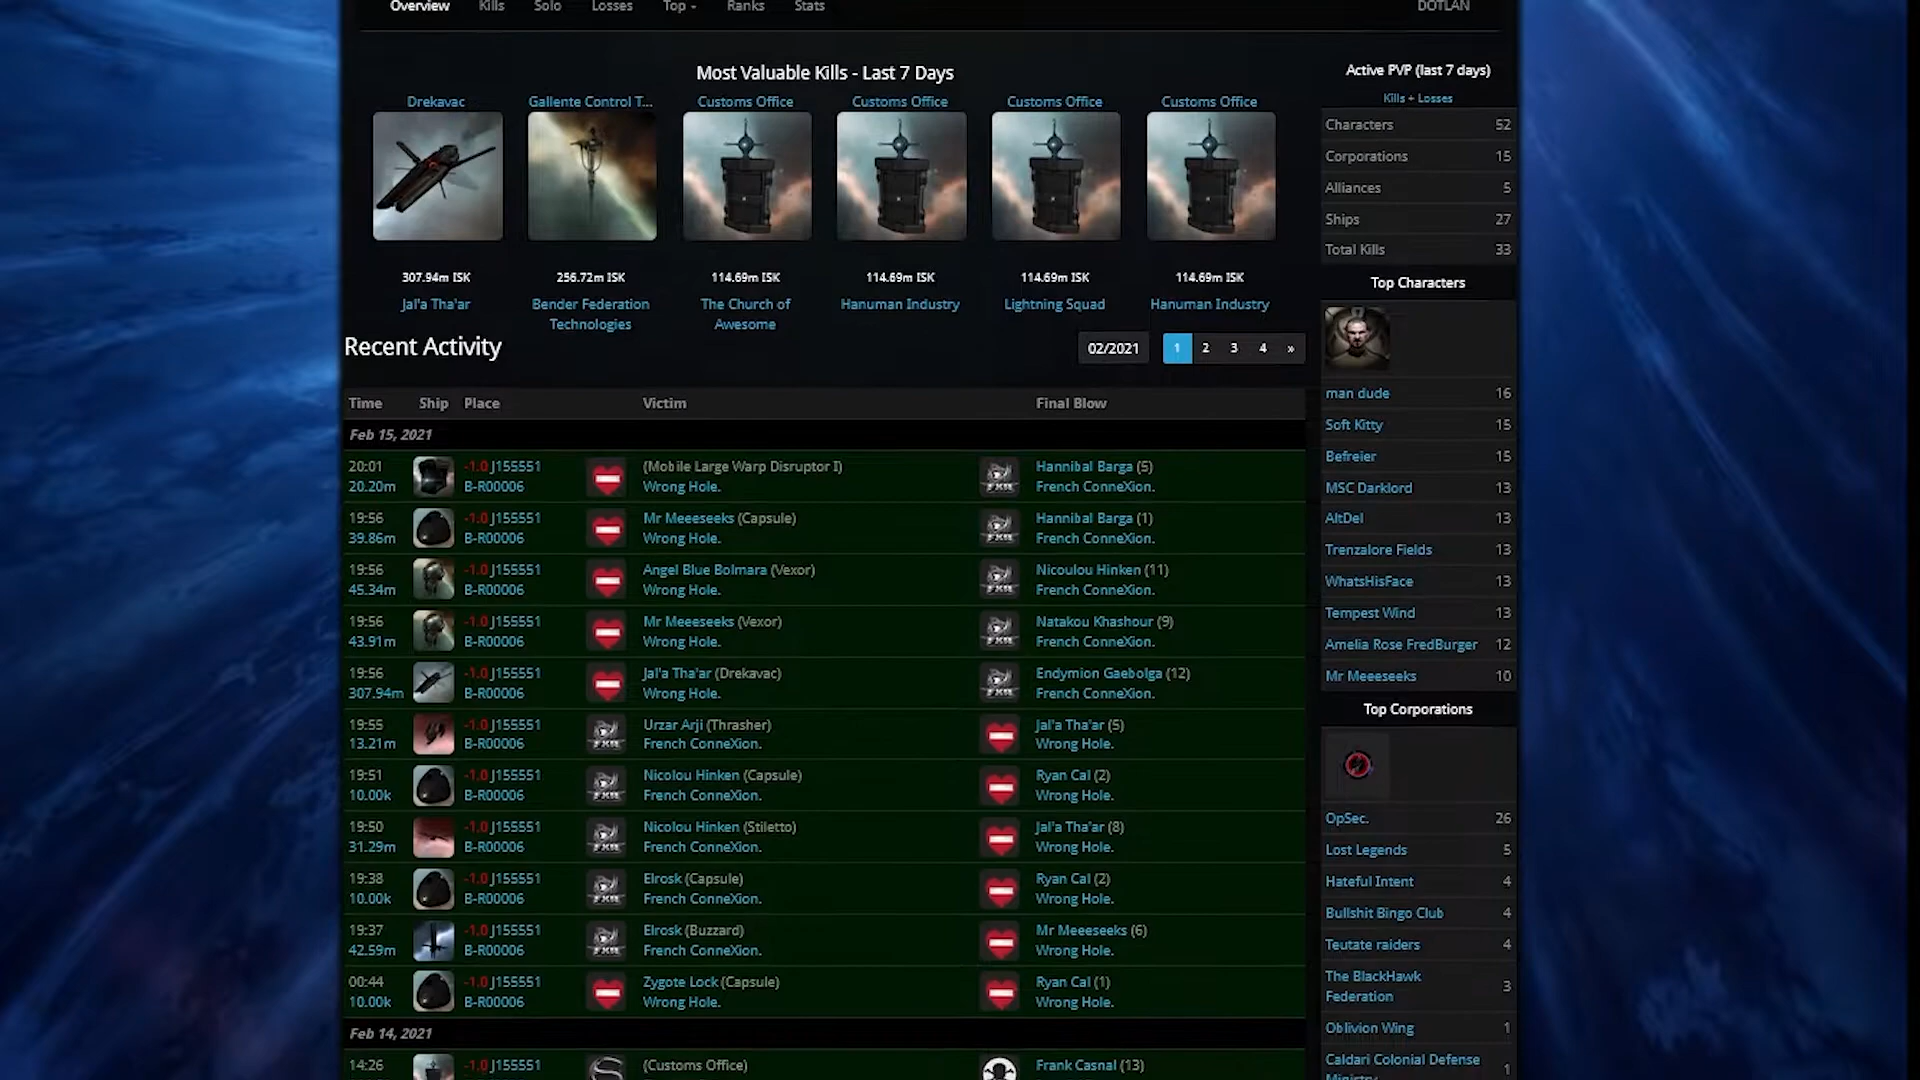 Overview Kills Solo Losses Top Ranks Stats DOTLAN
Most Valuable Kills - Last 7 Days
Drekavac Gallente Control T... Customs Office Customs Office Customs Office Customs Office
307.94m ISK 256.72m ISK 114.69m ISK 114.69m ISK 114.69m ISK 114.69m ISK
Jal'a Tha'ar Bender Federation The Church of Hanuman Industry Lightning Squad Hanuman Industry
Technologies Awesome
Recent Activity
02/2021 1 2 3 4 »
Time Ship Place Victim Final Blow
Feb 15, 2021
20:01 -1.0 J155551 (Mobile Large Warp Disruptor I) Hannibal Barga (5)
20.20m B-R00006 Wrong Hole. French ConneXion.
19:56 -1.0 J155551 Mr Meeeseeks (Capsule) Hannibal Barga (1)
39.86m B-R00006 Wrong Hole. French ConneXion.
19:56 -1.0 J155551 Angel Blue Bolmara (Vexor) Nicoulou Hinken (11)
45.34m B-R00006 Wrong Hole. French ConneXion.
19:56 -1.0 J155551 Mr Meeeseeks (Vexor) Natakou Khashour (9)
43.91m B-R00006 Wrong Hole. French ConneXion.
19:56 -1.0 J155551 Jal'a Tha'ar (Drekavac) Endymion Gaebolga (12)
307.94m B-R00006 Wrong Hole. French ConneXion.
19:55 -1.0 J155551 Urzar Arji (Thrasher) Jal'a Tha'ar (5)
13.21m B-R00006 French ConneXion. Wrong Hole.
19:51 -1.0 J155551 Nicolou Hinken (Capsule) Ryan Cal (2)
10.00k B-R00006 French ConneXion. Wrong Hole.
19:50 -1.0 J155551 Nicolou Hinken (Stiletto) Jal'a Tha'ar (8)
31.29m B-R00006 French ConneXion. Wrong Hole.
19:38 -1.0 J155551 Elrosk (Capsule) Ryan Cal (2)
10.00k B-R00006 French ConneXion. Wrong Hole.
19:37 -1.0 J155551 Elrosk (Buzzard) Mr Meeeseeks (6)
42.59m B-R00006 French ConneXion. Wrong Hole.
00:44 -1.0 J155551 Zygote Lock (Capsule) Ryan Cal (1)
10.00k B-R00006 Wrong Hole. Wrong Hole.
Feb 14, 2021
14:26 -1.0 J155551 (Customs Office) Frank Casnal (13)
Active PVP (last 7 days)
Kills + Losses
Characters 52
Corporations 15
Alliances 5
Ships 27
Total Kills 33
Top Characters
man dude 16
Soft Kitty 15
Befreier 15
MSC Darklord 13
AltDel 13
Trenzalore Fields 13
WhatsHisFace 13
Tempest Wind 13
Amelia Rose FredBurger 12
Mr Meeeseeks 10
Top Corporations
OpSec. 26
Lost Legends 5
Hateful Intent 4
Bullshit Bingo Club 4
Teutate raiders 4
The BlackHawk
Federation 3
Oblivion Wing 1
Caldari Colonial Defense
Ministry 1